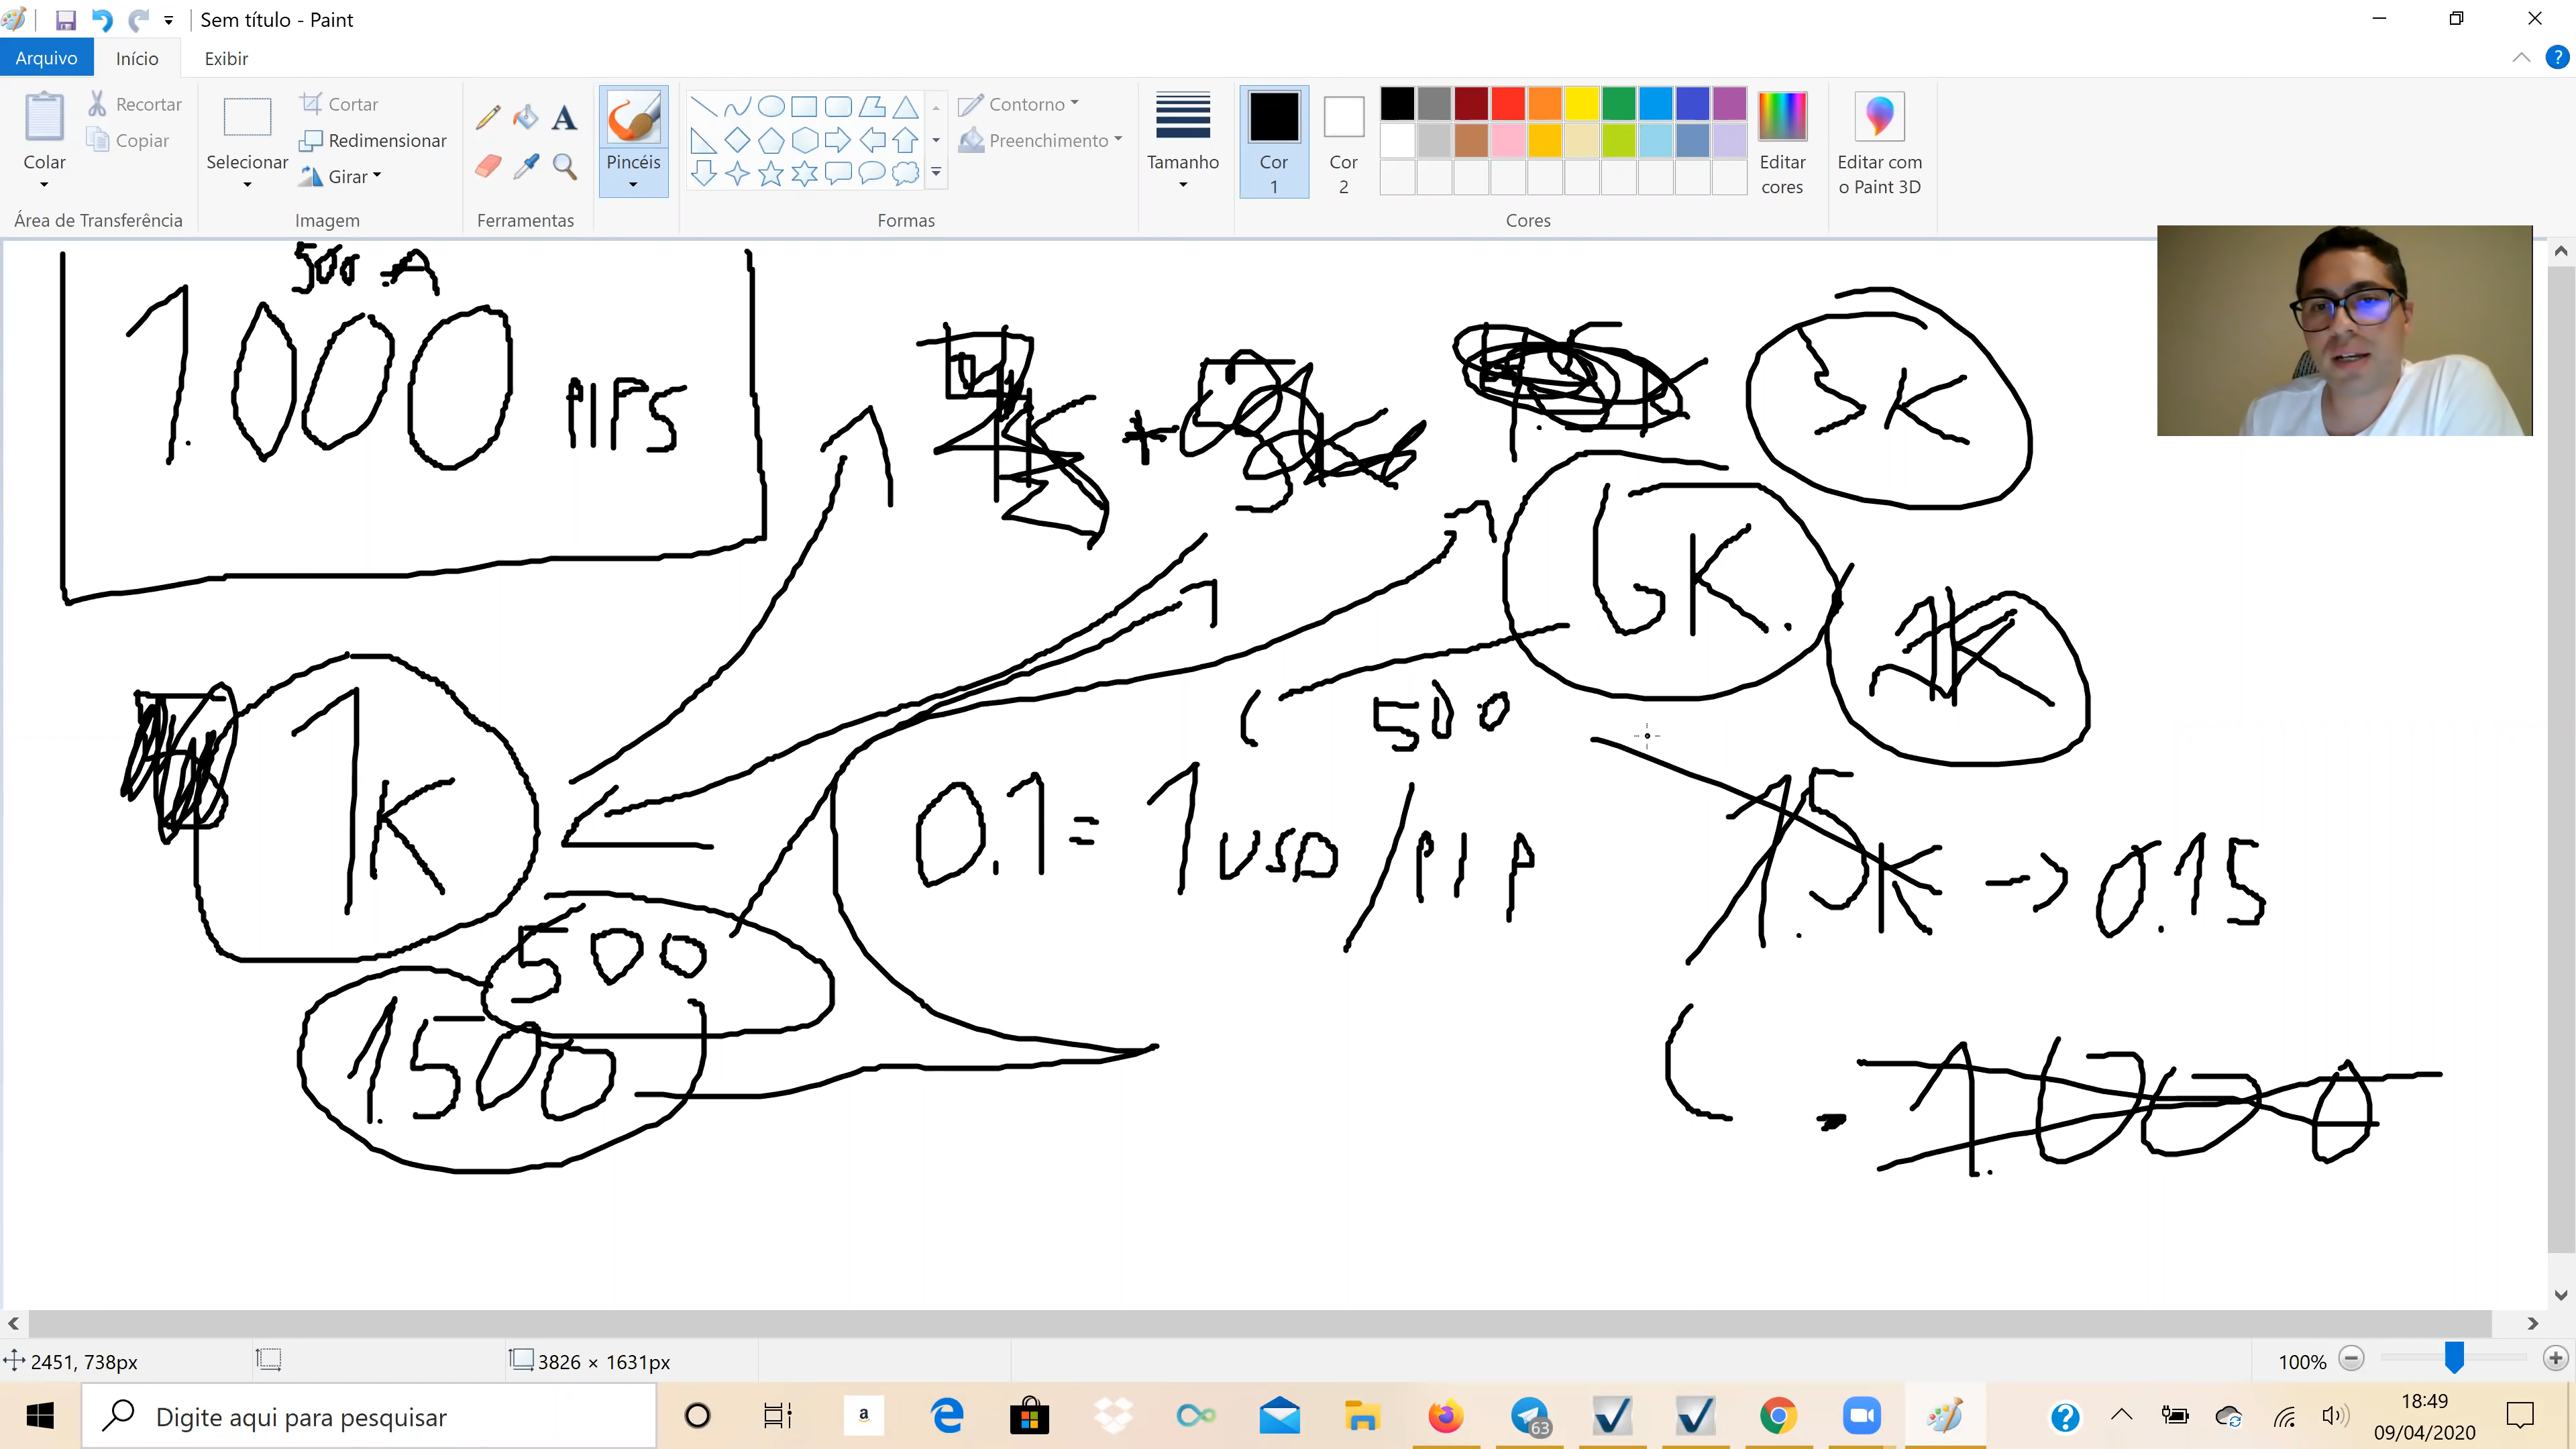 Sem título - Paint
Arquivo Início Exibir
Colar
Recortar
Copiar
Área de Transferência
Selecionar
Cortar
Redimensionar
Girar
Imagem
A
Ferramentas
Pincéis
Contorno
Preenchimento
Formas
Tamanho
Cor 1
Cor 2
Editar cores
Editar com o Paint 3D
Cores
?
1.000 PIPS
+
3K
6K.
1K
500
0.1 = 1 USD/PIP
1.5K -> 0.15
500
1.500
2451, 738px
3826 × 1631px
100%
Digite aqui para pesquisar
a
63
18:49
09/04/2020